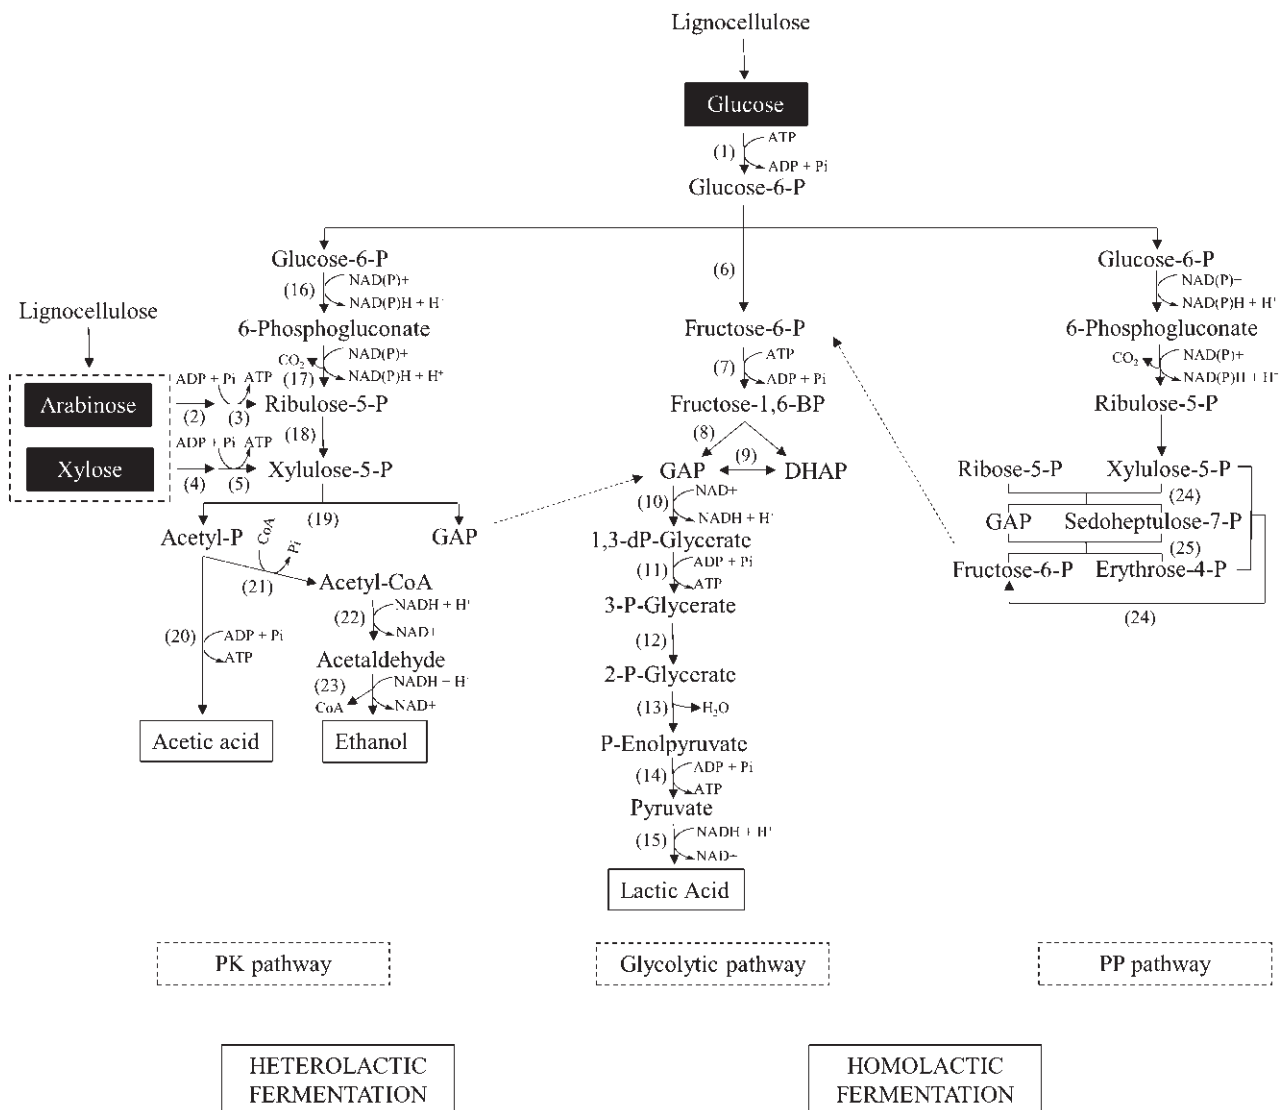 Lignocellulose
Glucose
(1)
ATP
ADP + Pi
Glucose-6-P
Glucose-6-P
(16)
NAD(P)+
NAD(P)H + H+
6-Phosphogluconate
CO2
(17)
NAD(P)+
NAD(P)H + H+
Lignocellulose
Arabinose
ADP + Pi
ATP
(2)
(3)
Ribulose-5-P
(18)
Xylose
ADP + Pi
ATP
(4)
(5)
Xylulose-5-P
(19)
Acetyl-P
GAP
CoA
Pi
(21)
Acetyl-CoA
(22)
NADH + H+
NAD+
(20)
ADP + Pi
ATP
Acetaldehyde
(23)
NADH + H+
CoA
NAD+
Acetic acid
Ethanol
(6)
Fructose-6-P
(7)
ATP
ADP + Pi
Fructose-1,6-BP
(8)
(9)
GAP
DHAP
(10)
NAD+
NADH + H+
1,3-dP-Glycerate
(11)
ADP + Pi
ATP
3-P-Glycerate
(12)
2-P-Glycerate
(13)
H2O
P-Enolpyruvate
(14)
ADP + Pi
ATP
Pyruvate
(15)
NADH + H+
NAD+
Lactic Acid
Glucose-6-P
NAD(P)+
NAD(P)H + H+
6-Phosphogluconate
CO2
NAD(P)+
NAD(P)H + H+
Ribulose-5-P
Ribose-5-P
Xylulose-5-P
(24)
GAP
Sedoheptulose-7-P
(25)
Fructose-6-P
Erythrose-4-P
(24)
PK pathway
Glycolytic pathway
PP pathway
HETEROLACTIC
FERMENTATION
HOMOLACTIC
FERMENTATION